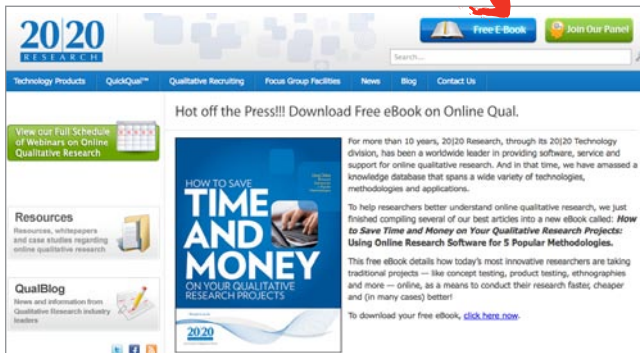 20|20
RESEARCH
Free E-Book
Join Our Panel
Search...
Technology Products
QuickQual™
Qualitative Recruiting
Focus Group Facilities
News
Blog
Contact Us
Hot off the Press!!! Download Free eBook on Online Qual.
View our Full Schedule
of Webinars on Online
Qualitative Research
Resources
Resources, whitepapers
and case studies regarding
online qualitative research
QualBlog
News and information from
Qualitative Research industry
leaders
HOW TO SAVE
TIME
AND
MONEY
ON YOUR QUALITATIVE
RESEARCH PROJECTS
20|20
For more than 10 years, 20|20 Research, through its 20|20 Technology
division, has been a worldwide leader in providing software, service and
support for online qualitative research. And in that time, we have amassed a
knowledge database that spans a wide variety of technologies,
methodologies and applications.
To help researchers better understand online qualitative research, we just
finished compiling several of our best articles into a new eBook called: How
to Save Time and Money on Your Qualitative Research Projects:
Using Online Research Software for 5 Popular Methodologies.
This free eBook details how today's most innovative researchers are taking
traditional projects -- like concept testing, product testing, ethnographies
and more -- online, as a means to conduct their research faster, cheaper
and (in many cases) better!
To download your free eBook, click here now.